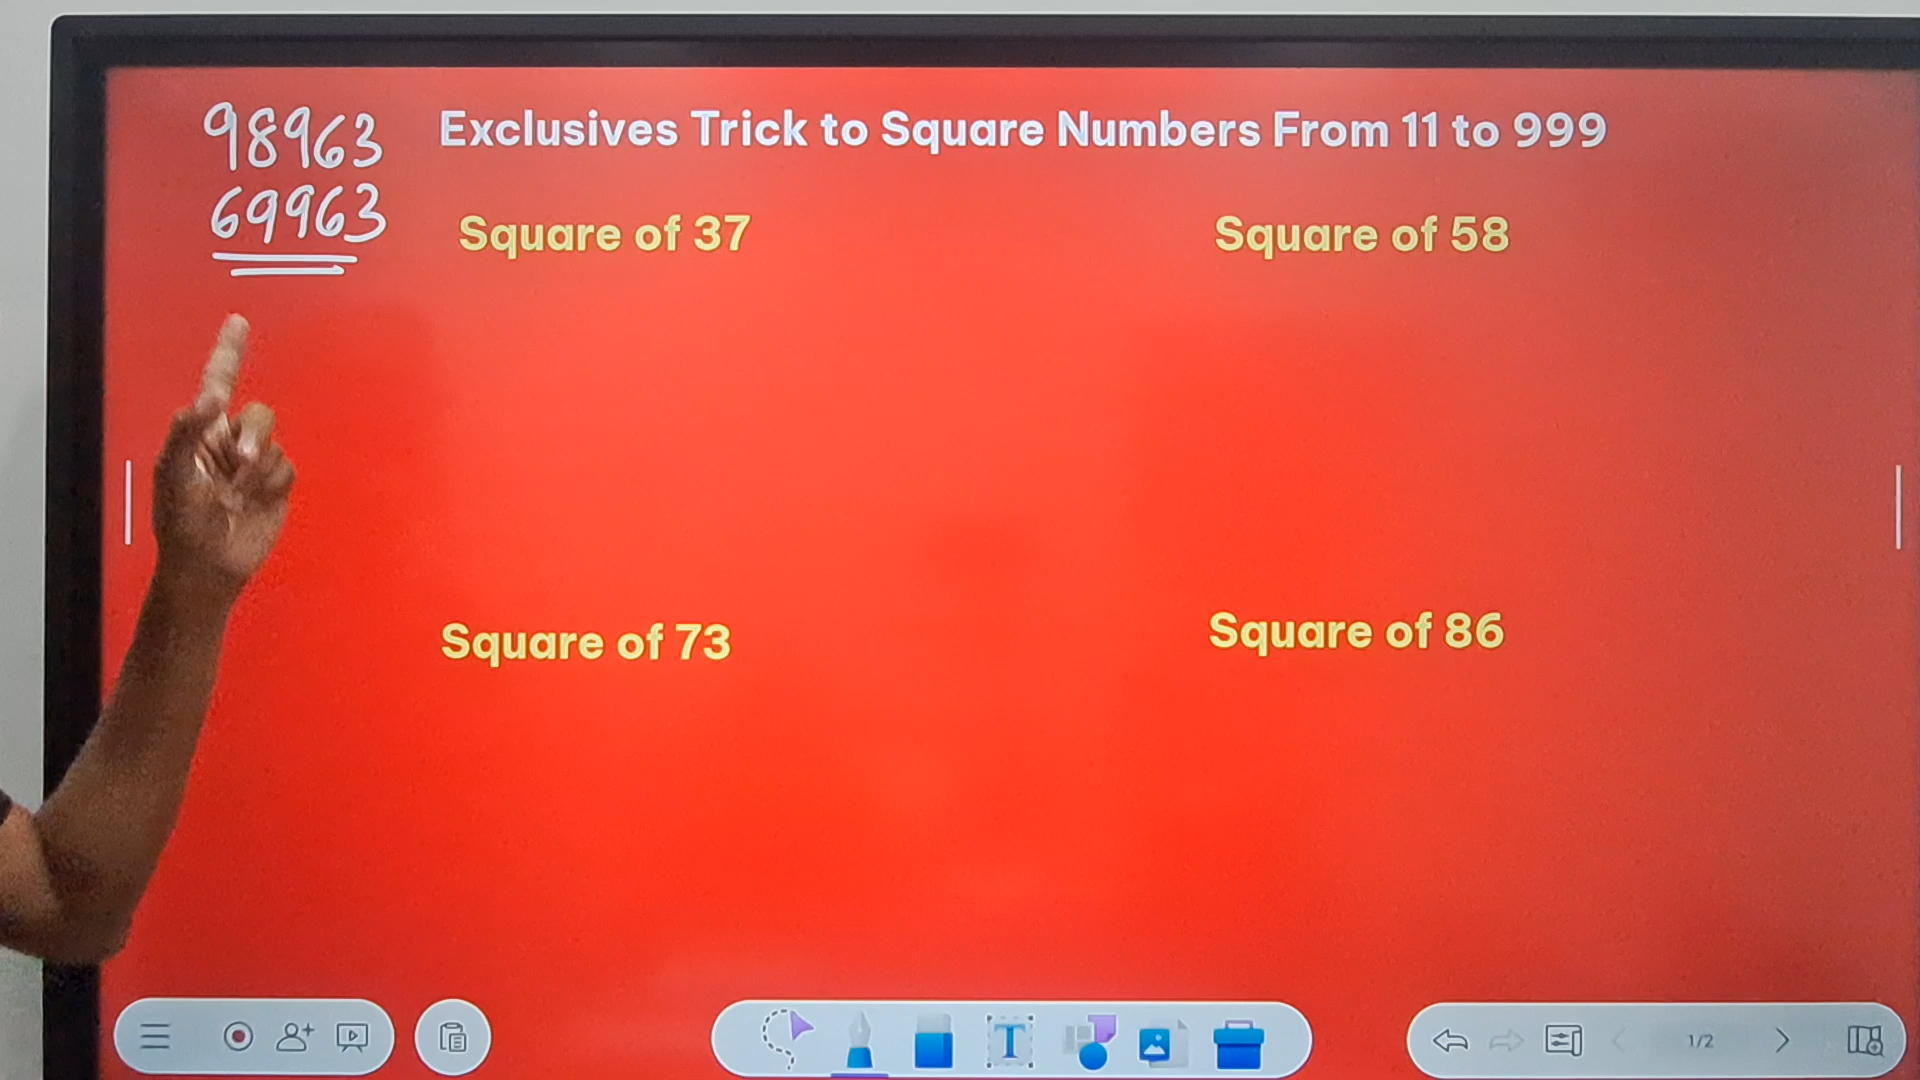 98963
69963
Exclusives Trick to Square Numbers From 11 to 999
Square of 37
Square of 58
Square of 73
Square of 86
T
1/2